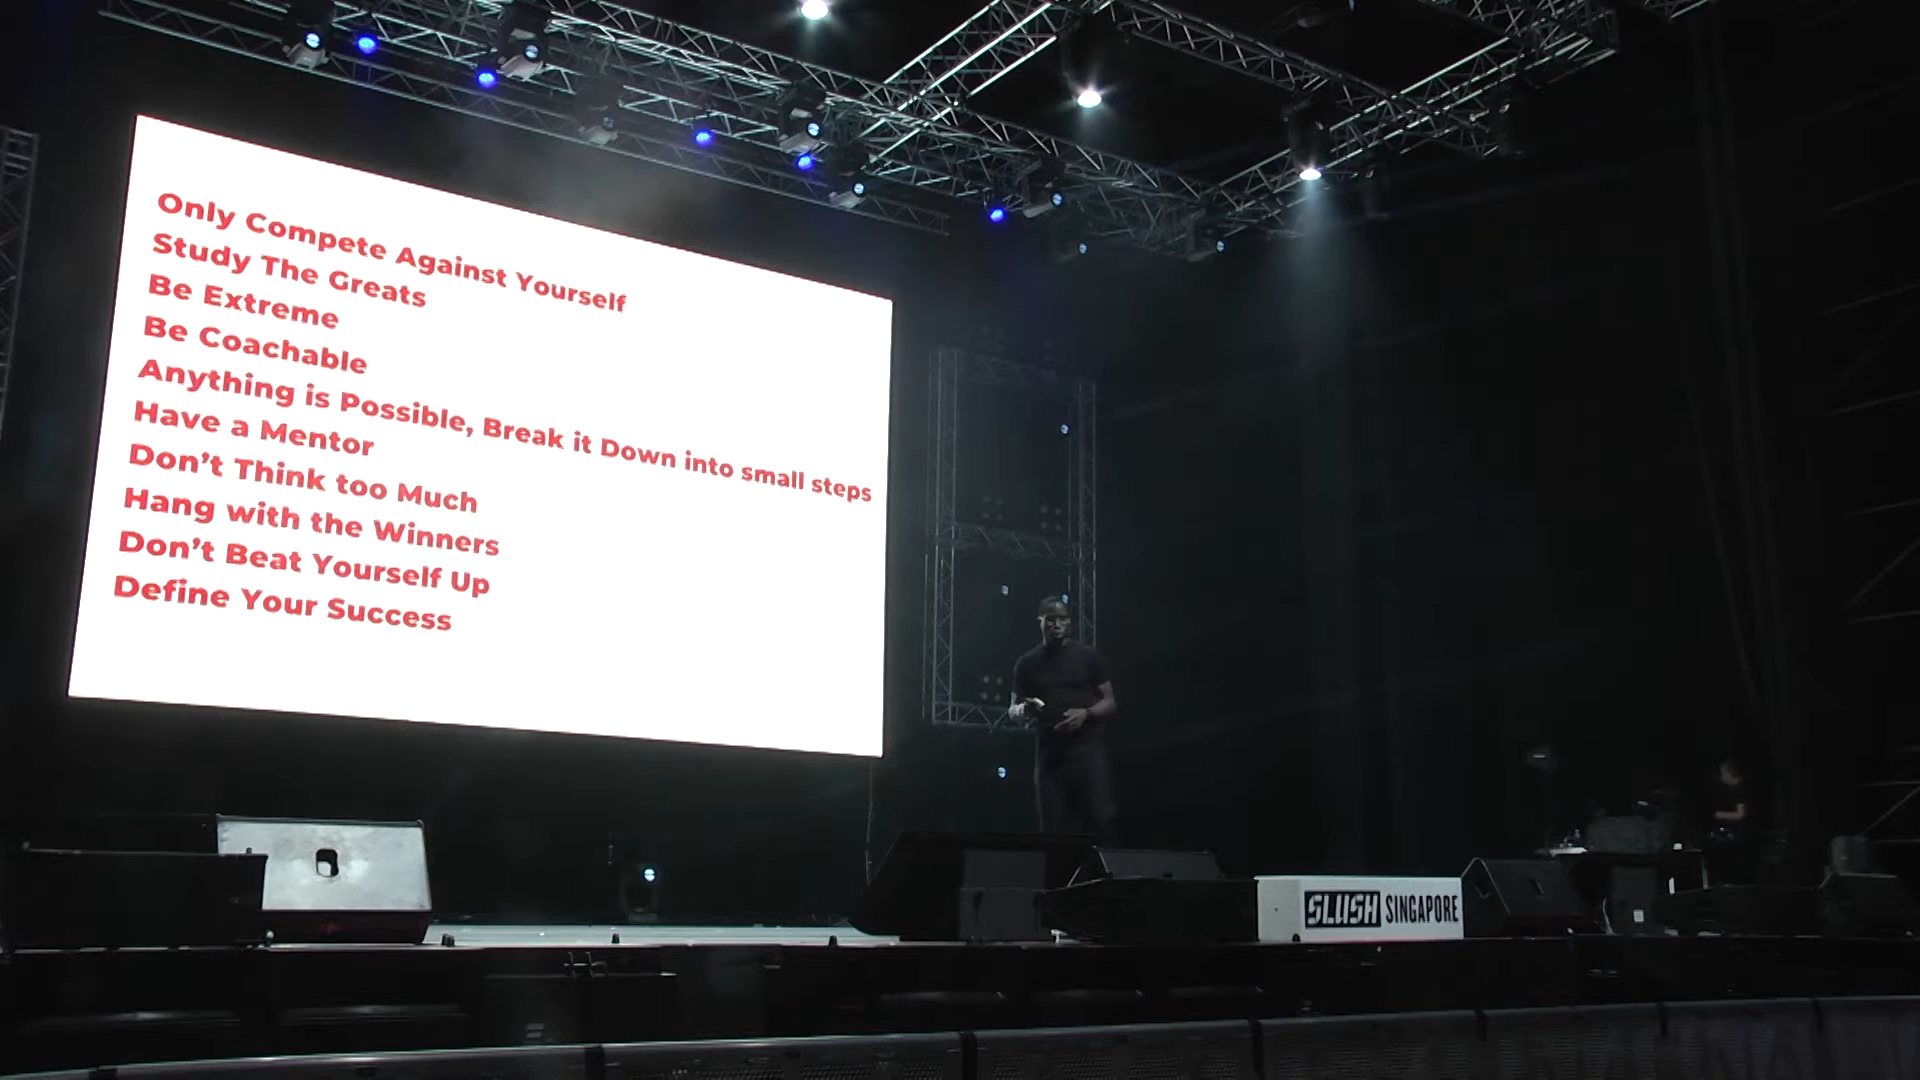 Only Compete Against Yourself
Study The Greats
Be Extreme
Be Coachable
Anything is Possible, Break it Down into small steps
Have a Mentor
Don’t Think too Much
Hang with the Winners
Don’t Beat Yourself Up
Define Your Success
SLUSH SINGAPORE